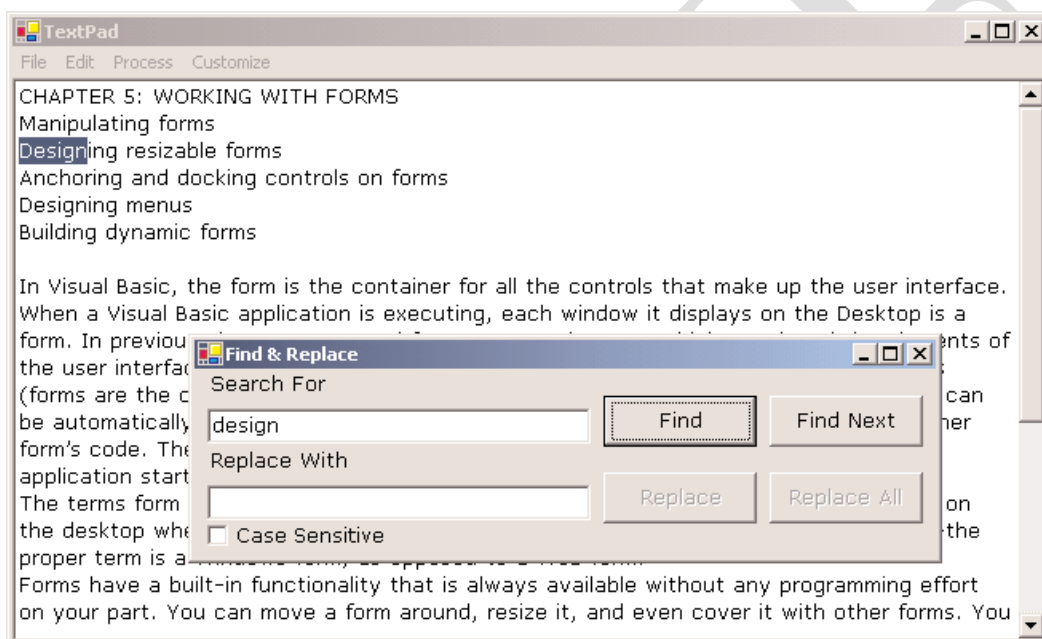 TextPad
File Edit Process Customize
CHAPTER 5: WORKING WITH FORMS
Manipulating forms
Designing resizable forms
Anchoring and docking controls on forms
Designing menus
Building dynamic forms
In Visual Basic, the form is the container for all the controls that make up the user interface.
When a Visual Basic application is executing, each window it displays on the Desktop is a
form. In previou
ents of
the user interfac
(forms are the c
can
be automatically
her
form's code. The
application start
The terms form
on
the desktop whe
-the
proper term is a
Forms have a built-in functionality that is always available without any programming effort
on your part. You can move a form around, resize it, and even cover it with other forms. You
Find & Replace
Search For
design
Find
Find Next
Replace With
Replace
Replace All
Case Sensitive